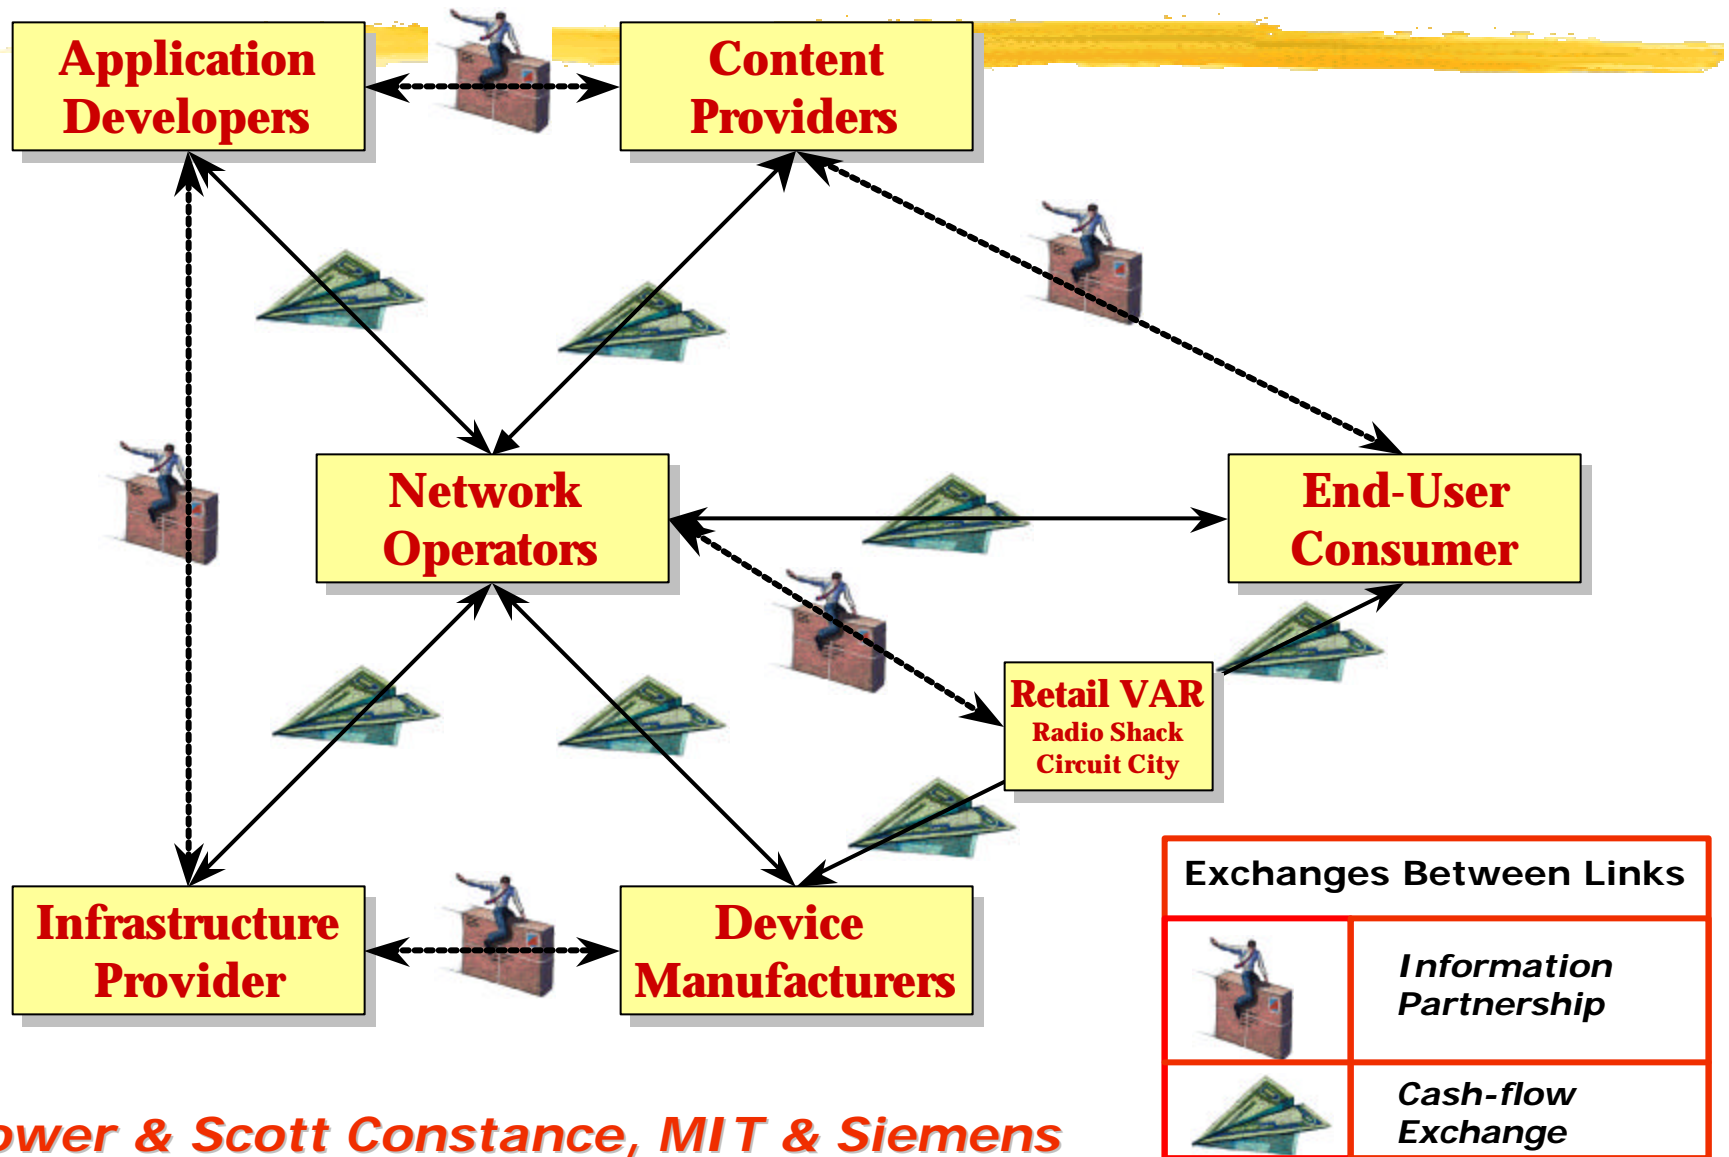 Application
Developers
Content
Providers
Network
Operators
End-User
Consumer
Retail VAR
Radio Shack
Circuit City
Infrastructure
Provider
Device
Manufacturers
Exchanges Between Links
Information
Partnership
Cash-flow
Exchange
& Scott Constance, MIT & Siemens